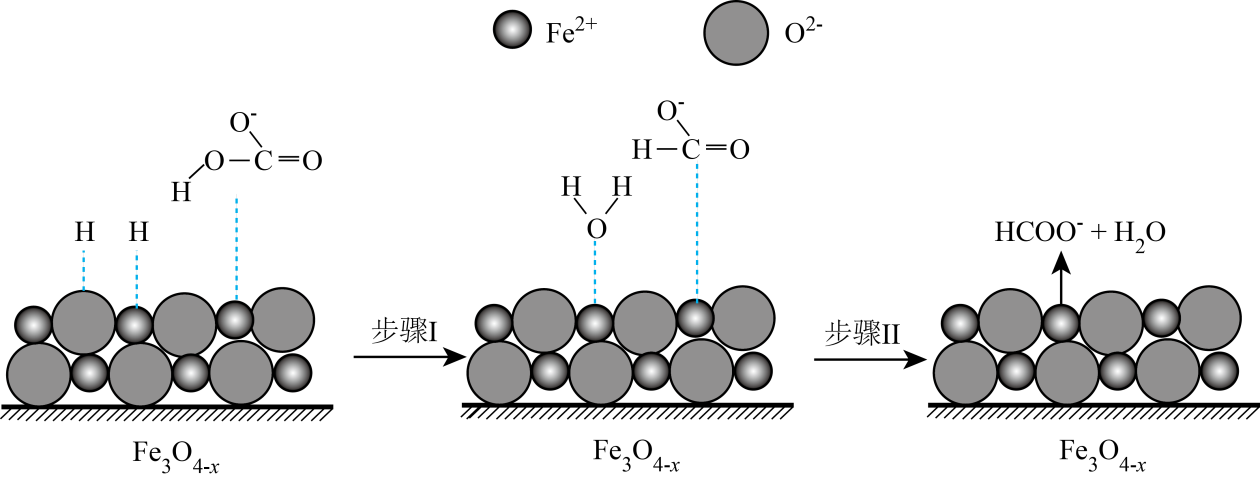 Fe²⁺
O²⁻
O⁻
H O—C=O
H H
O⁻
H—C=O
H H
O
HCOO⁻ + H₂O
步骤I
步骤II
Fe₃O₄₋ₓ
Fe₃O₄₋ₓ
Fe₃O₄₋ₓ